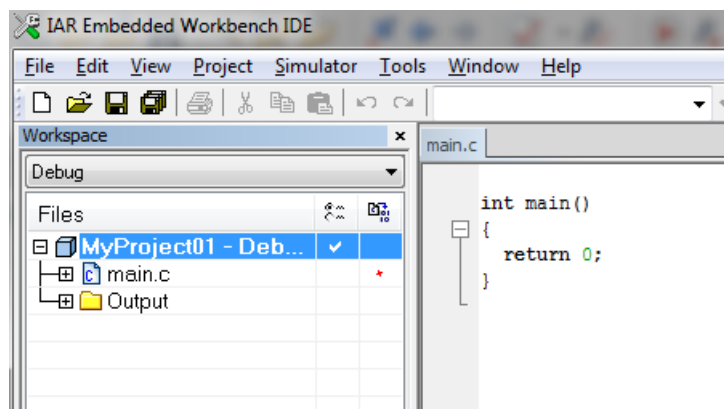 IAR Embedded Workbench IDE
File Edit View Project Simulator Tools Window Help
Workspace
Debug
Files
MyProject01 - Deb...
main.c
Output
main.c
int main()
{
return 0;
}